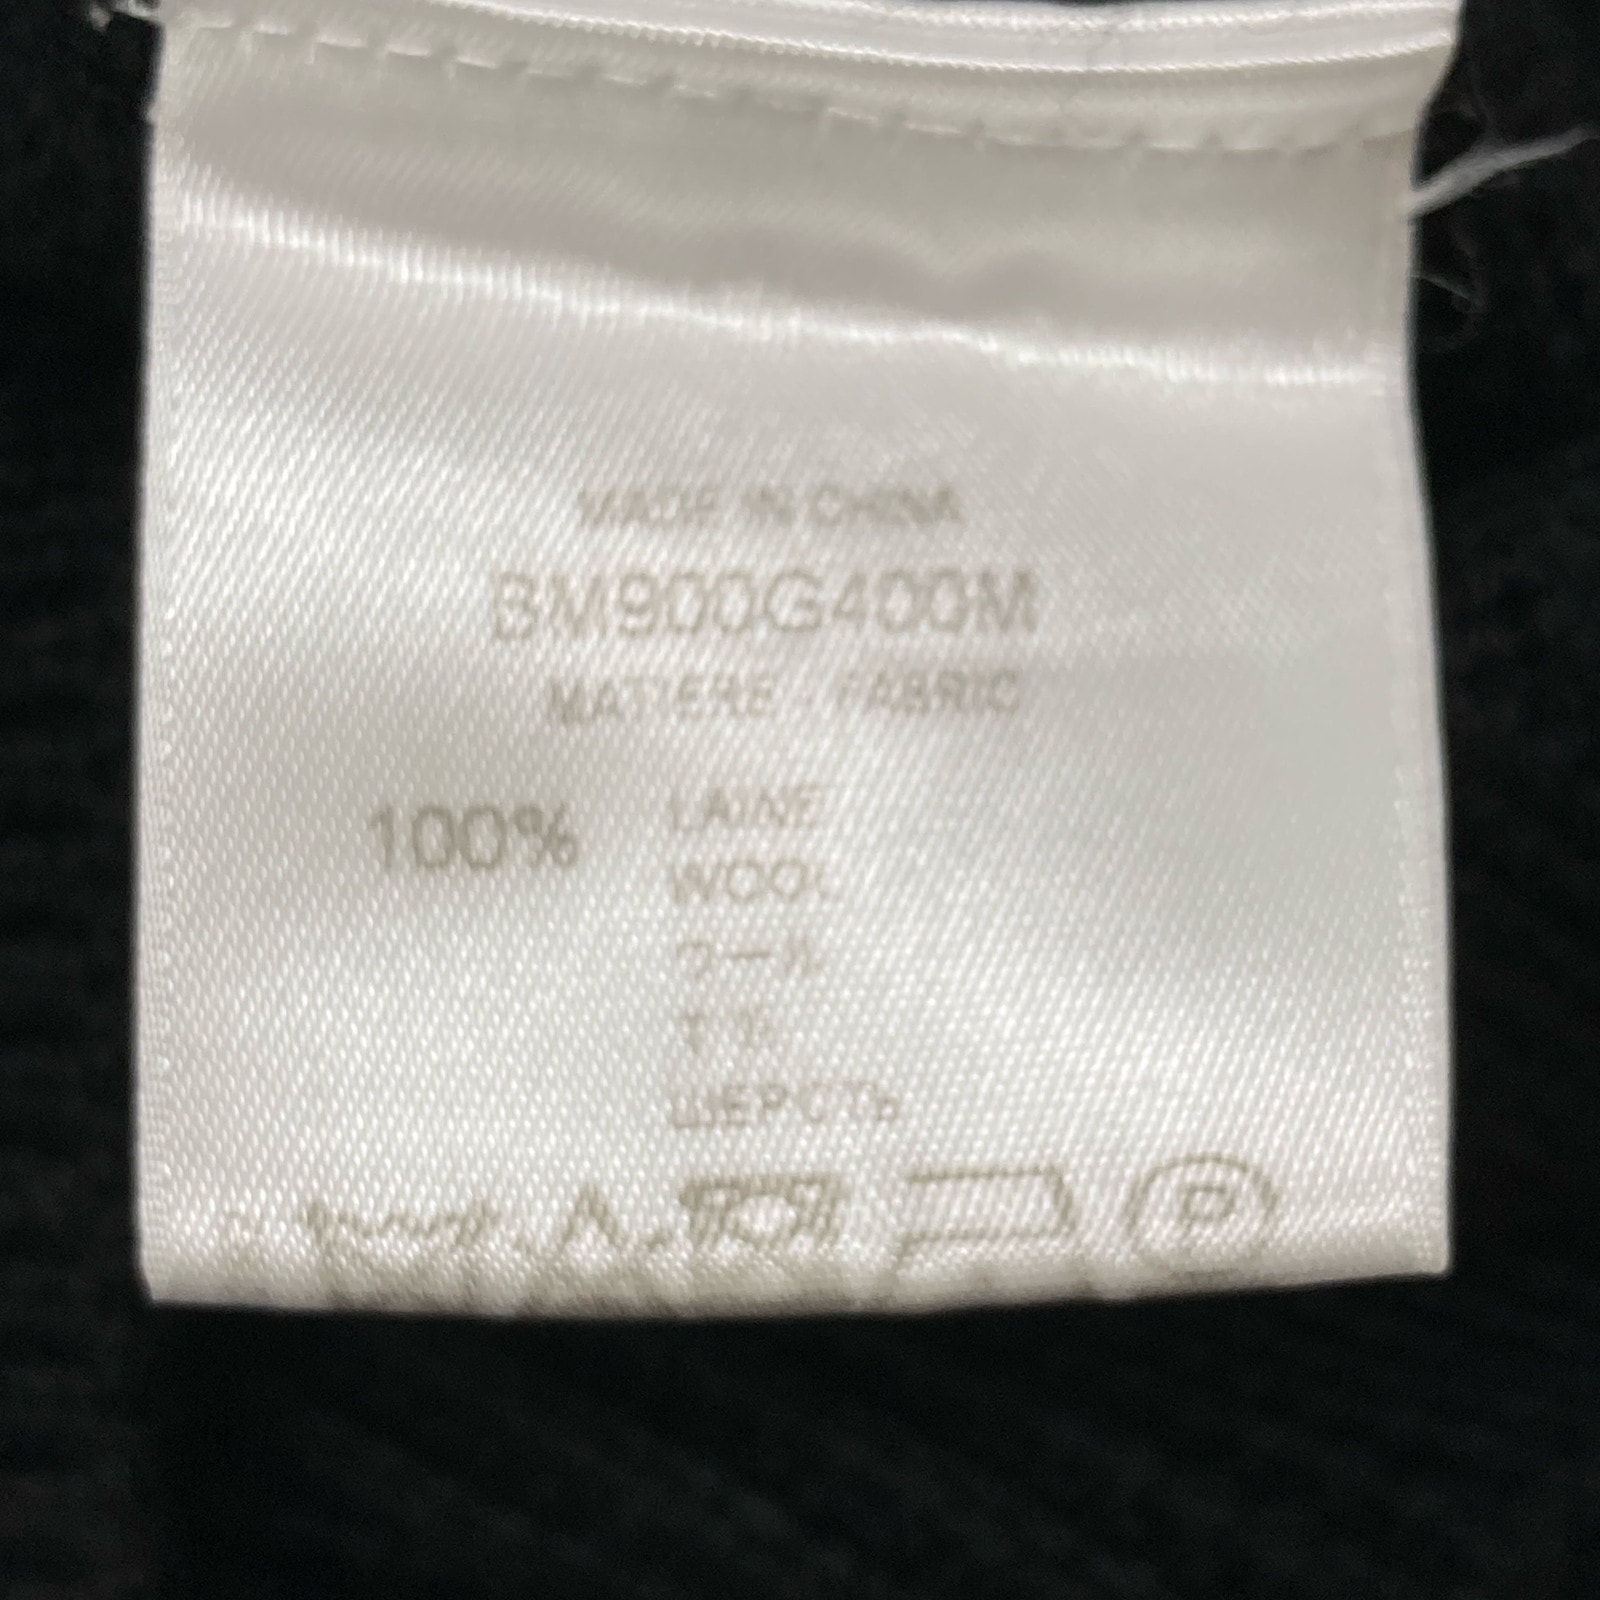 MADE IN CHINA
BM900G400M
MATIERE - FABRIC
100%
LAINE
WOOL
ウール
ШЕРСТЬ
P